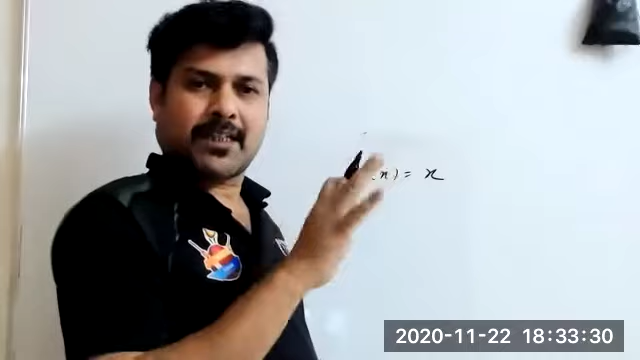 (x) = x
2020-11-22 18:33:30